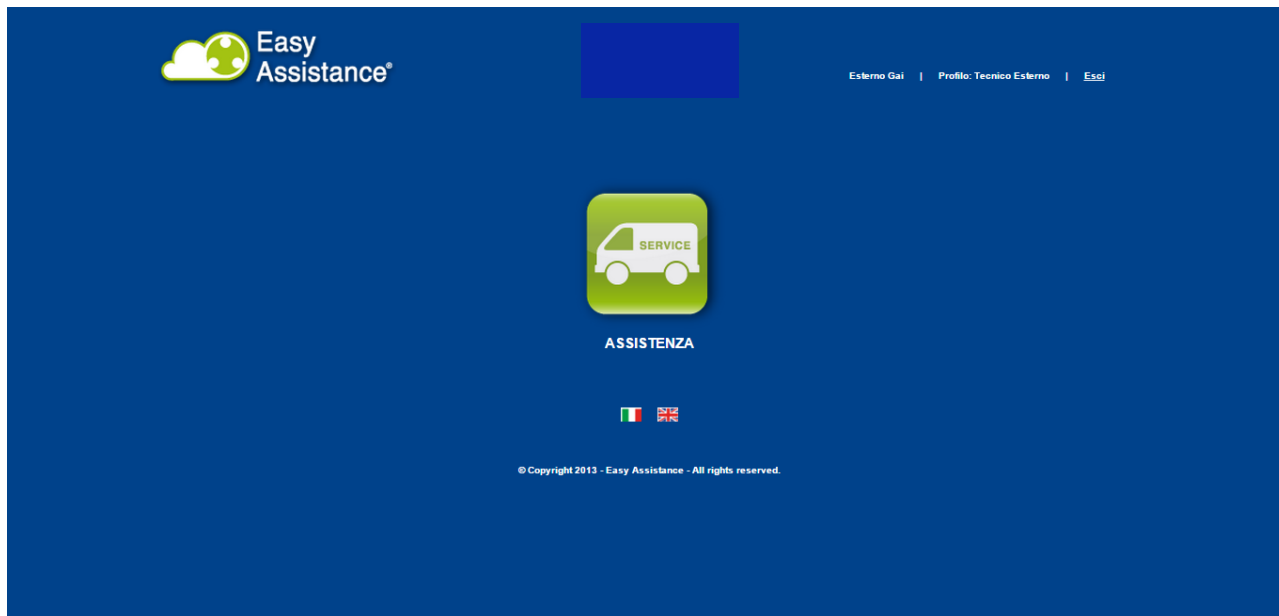 Easy
Assistance®
Esterno Gai | Profilo: Tecnico Esterno | Esci
SERVICE
ASSISTENZA
© Copyright 2013 - Easy Assistance - All rights reserved.